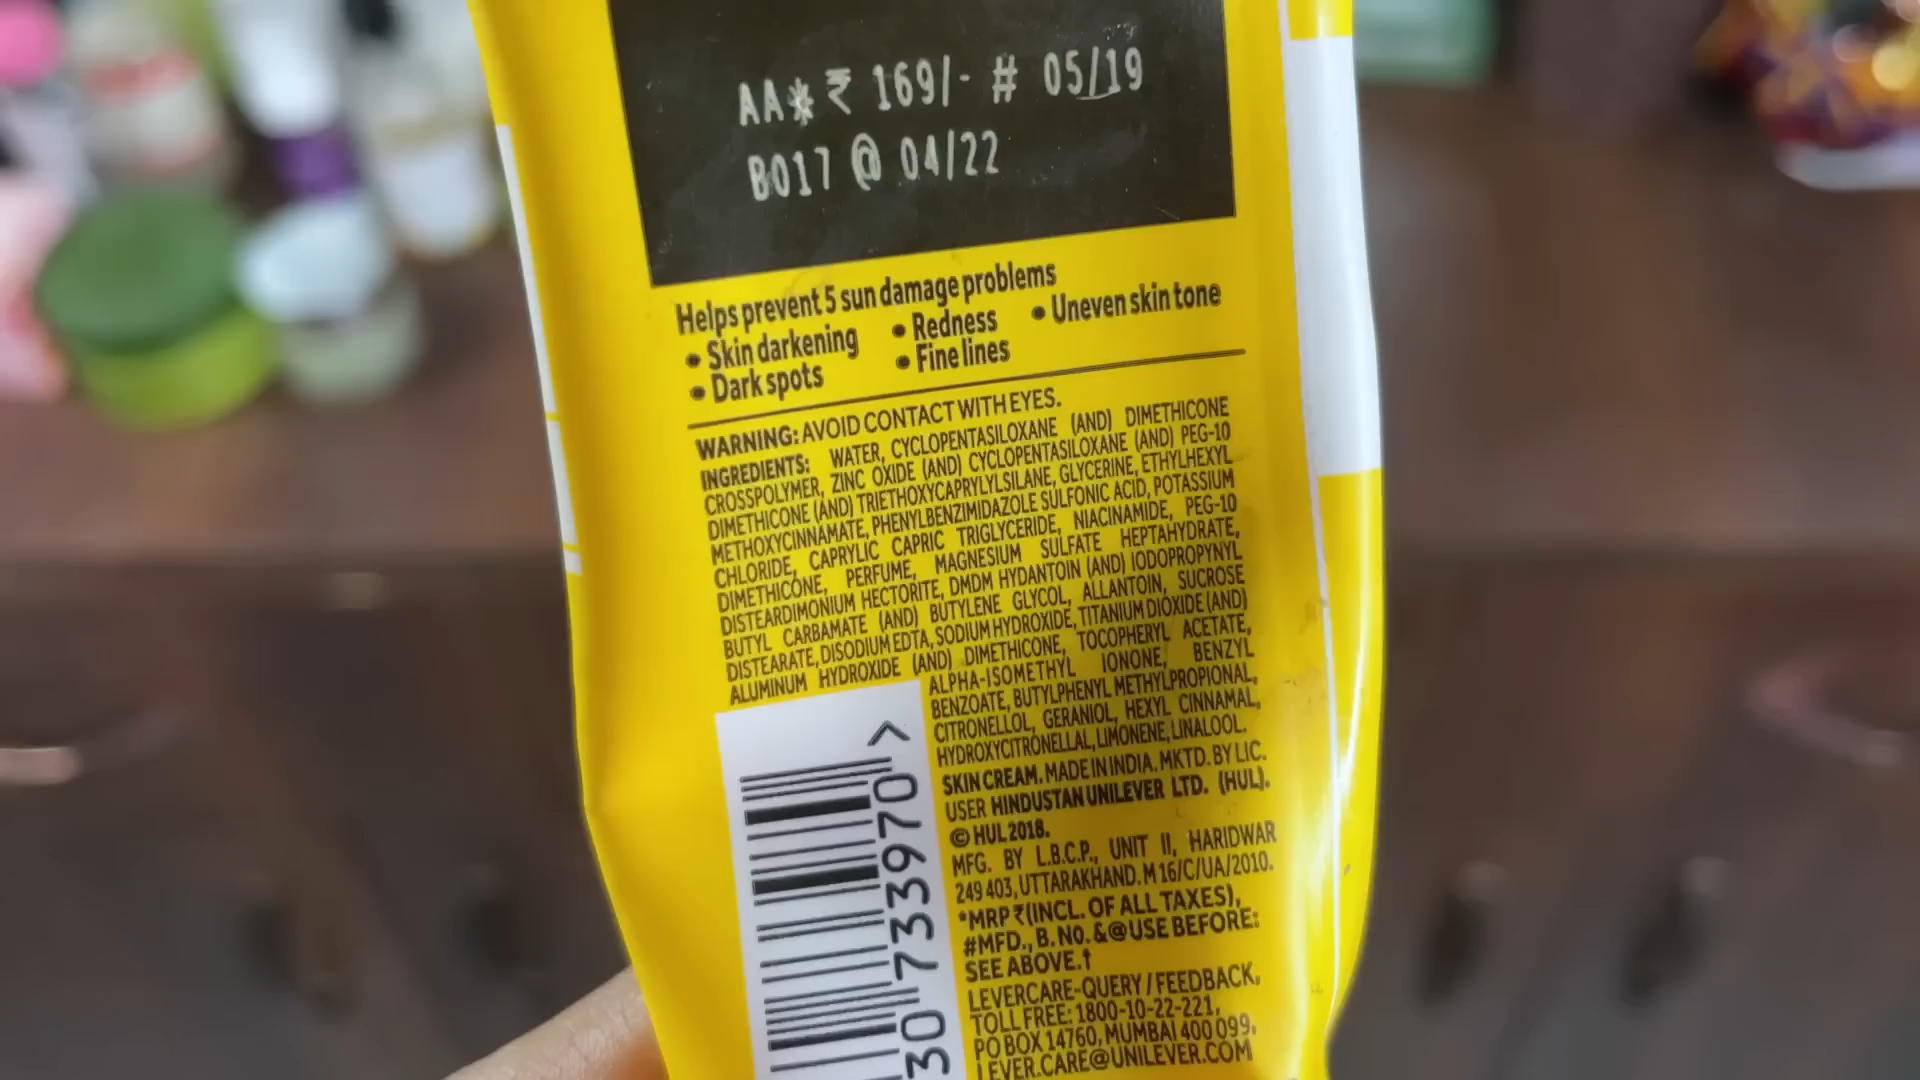 AA* ₹ 169/- # 05/19
B017 @ 04/22
Helps prevent 5 sun damage problems
• Skin darkening • Redness • Uneven skin tone
• Dark spots • Fine lines
WARNING: AVOID CONTACT WITH EYES.
INGREDIENTS: WATER, CYCLOPENTASILOXANE (AND) DIMETHICONE
CROSSPOLYMER, ZINC OXIDE (AND) CYCLOPENTASILOXANE (AND) PEG-10
DIMETHICONE (AND) TRIETHOXYCAPRYLYLSILANE, GLYCERINE, ETHYLHEXYL
METHOXYCINNAMATE, PHENYLBENZIMIDAZOLE SULFONIC ACID, POTASSIUM
CHLORIDE, CAPRYLIC CAPRIC TRIGLYCERIDE, NIACINAMIDE, PEG-10
DIMETHICONE, PERFUME, MAGNESIUM SULFATE HEPTAHYDRATE,
DISTEARDIMONIUM HECTORITE, DMDM HYDANTOIN (AND) IODOPROPYNYL
BUTYL CARBAMATE (AND) BUTYLENE GLYCOL, ALLANTOIN, SUCROSE
DISTEARATE, DISODIUM EDTA, SODIUM HYDROXIDE, TITANIUM DIOXIDE (AND)
ALUMINUM HYDROXIDE (AND) DIMETHICONE, TOCOPHERYL ACETATE,
ALPHA-ISOMETHYL IONONE, BENZYL
BENZOATE, BUTYLPHENYL METHYLPROPIONAL,
CITRONELLOL, GERANIOL, HEXYL CINNAMAL,
HYDROXYCITRONELLAL, LIMONENE, LINALOOL.
SKIN CREAM. MADE IN INDIA. MKTD. BY LIC.
USER HINDUSTAN UNILEVER LTD. (HUL).
© HUL 2018.
MFG. BY L.B.C.P., UNIT II, HARIDWAR
249 403, UTTARAKHAND. M 16/C/UA/2010.
*MRP ₹ (INCL. OF ALL TAXES),
#MFD., B. NO. & @ USE BEFORE:
SEE ABOVE.†
LEVERCARE-QUERY / FEEDBACK,
TOLL FREE: 1800-10-22-221,
PO BOX 14760, MUMBAI 400 099.
LEVER.CARE@UNILEVER.COM
30 733970 >